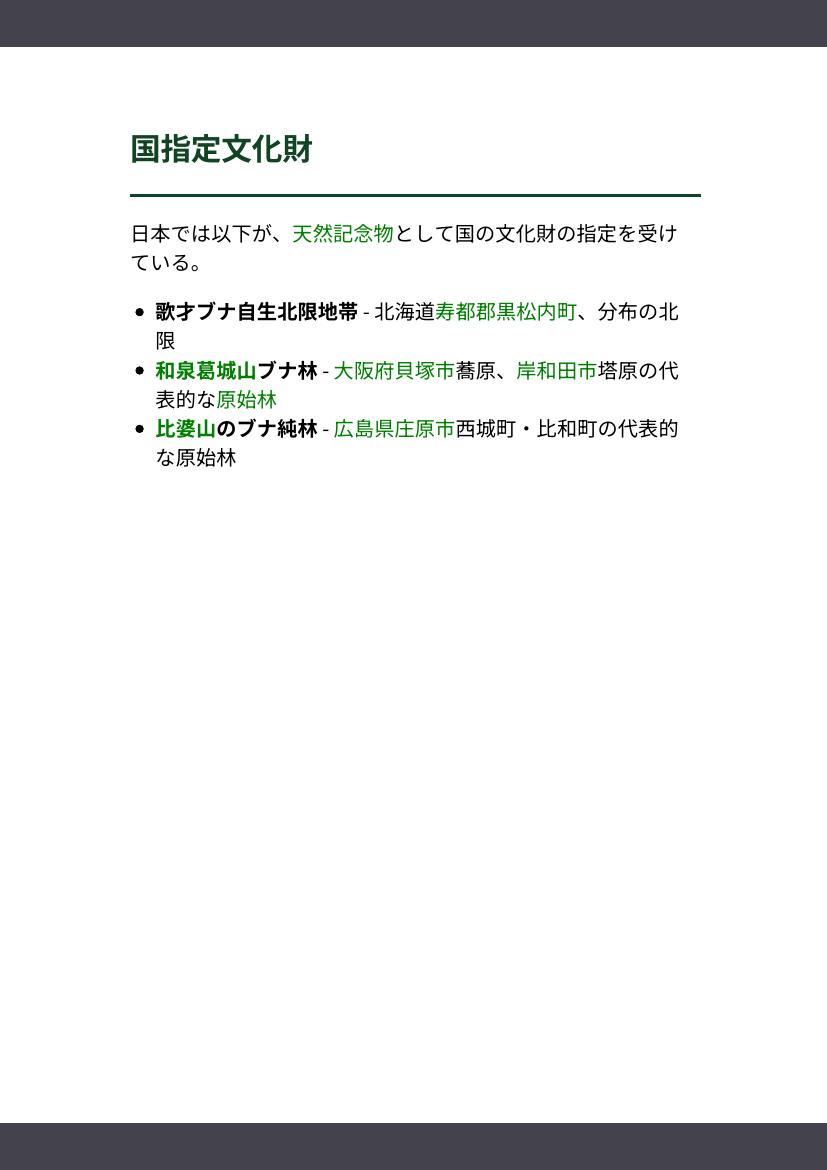 国指定文化財
日本では以下が、天然記念物として国の文化財の指定を受け
ている。
• 歌才ブナ自生北限地帯 - 北海道寿都郡黒松内町、分布の北
限
• 和泉葛城山ブナ林 - 大阪府貝塚市蕎原、岸和田市塔原の代
表的な原始林
• 比婆山のブナ純林 - 広島県庄原市西城町・比和町の代表的
な原始林